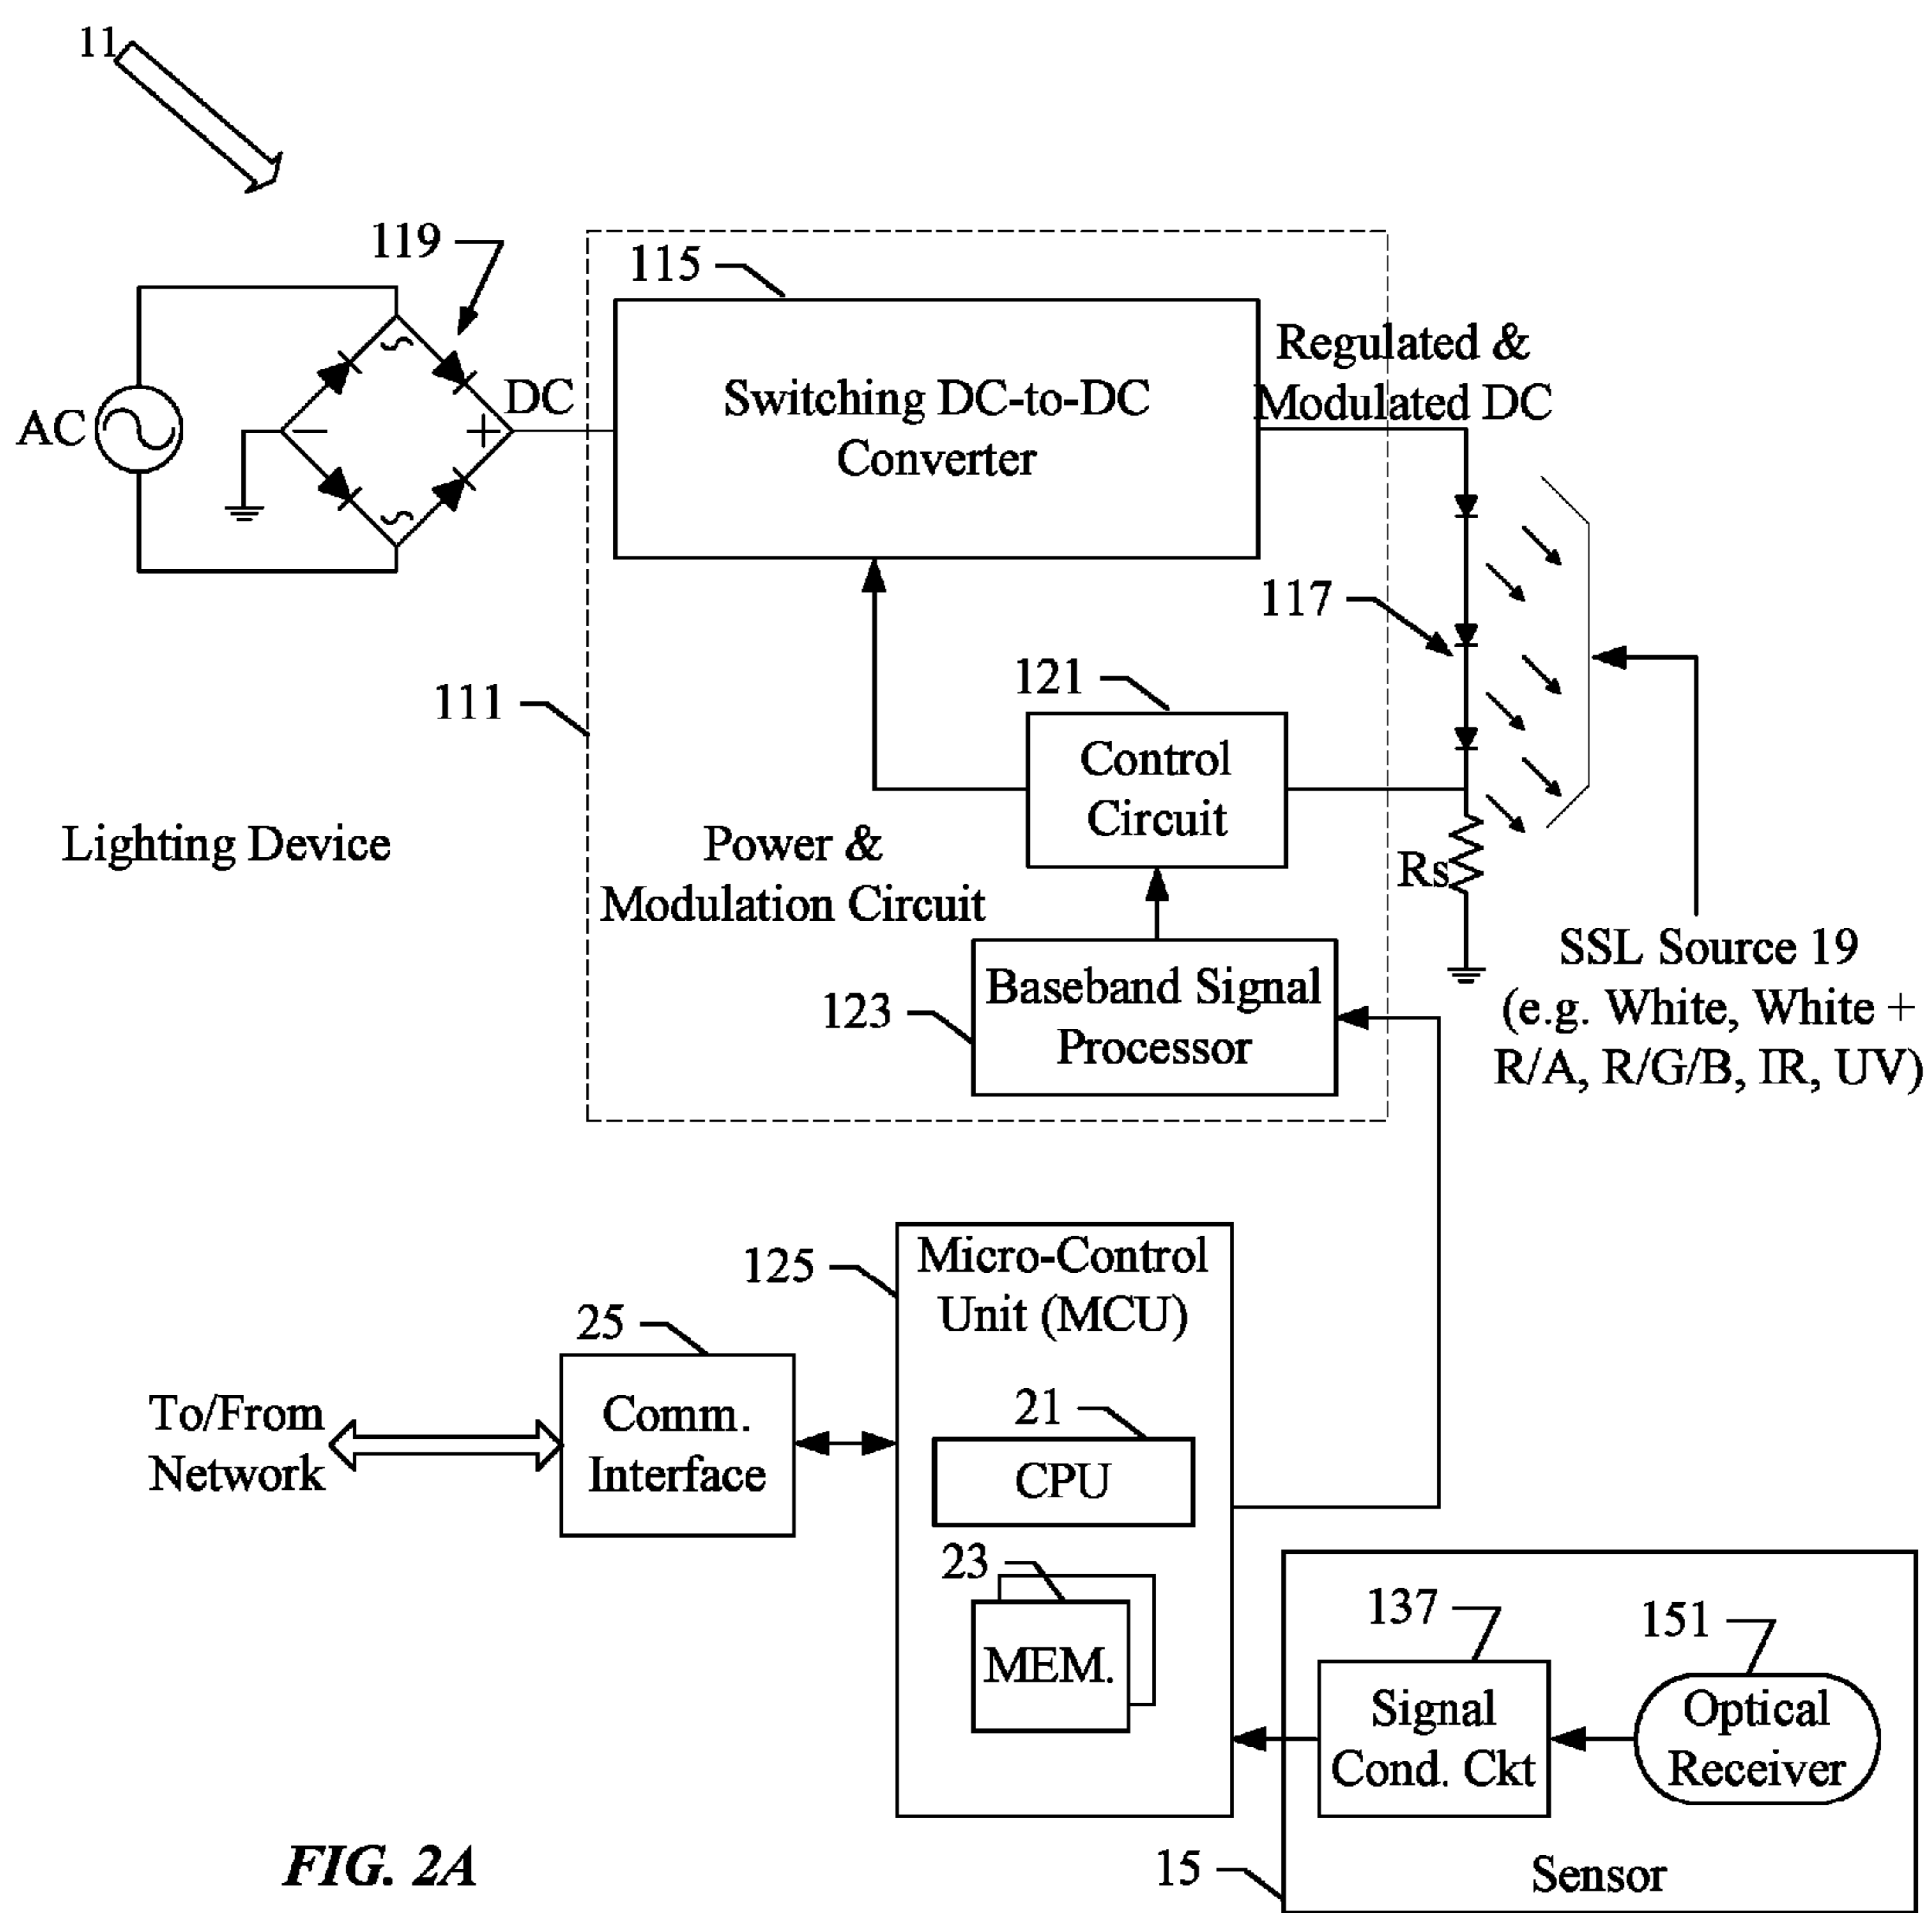 11
119
115
AC
DC
Switching DC-to-DC
Converter
Regulated &
Modulated DC
117
121
111
Control
Circuit
Lighting Device
Power &
Modulation Circuit
Rs
123
Baseband Signal
Processor
SSL Source 19
(e.g. White, White +
R/A, R/G/B, IR, UV)
125
Micro-Control
Unit (MCU)
25
To/From
Network
Comm.
Interface
21
CPU
23
MEM.
137
151
Signal
Cond. Ckt
Optical
Receiver
15
Sensor
FIG. 2A